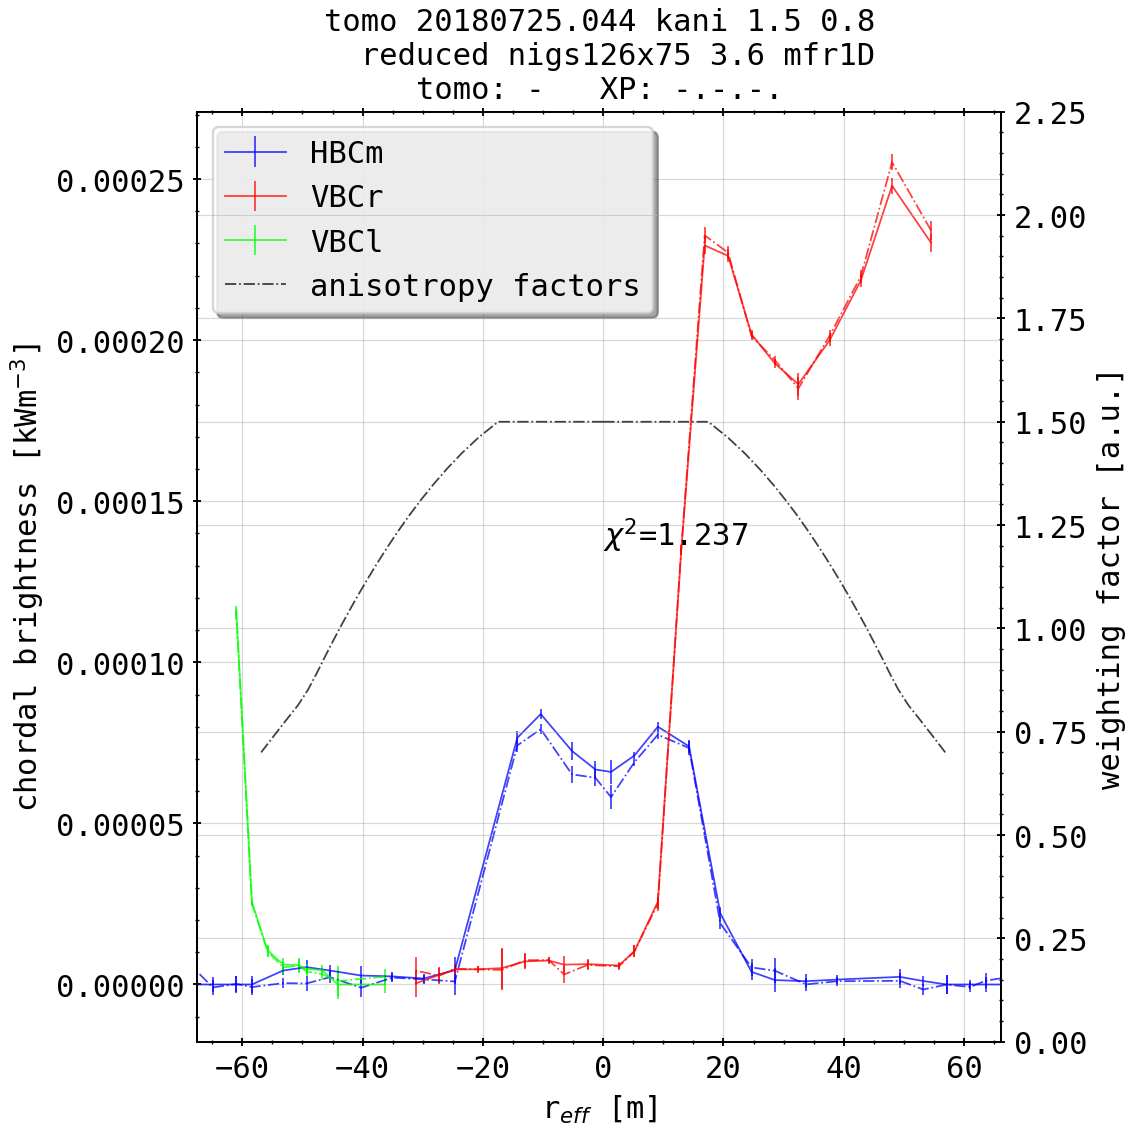 tomo 20180725.044 kani 1.5 0.8
reduced nigs126x75 3.6 mfr1D
tomo: -   XP: -.-.-.
HBCm
VBCr
VBCl
anisotropy factors
χ²=1.237
chordal brightness [kWm⁻³]
0.00025
0.00020
0.00015
0.00010
0.00005
0.00000
2.25
2.00
1.75
1.50
1.25
1.00
0.75
0.50
0.25
0.00
weighting factor [a.u.]
−60 −40 −20 0 20 40 60
r_eff [m]